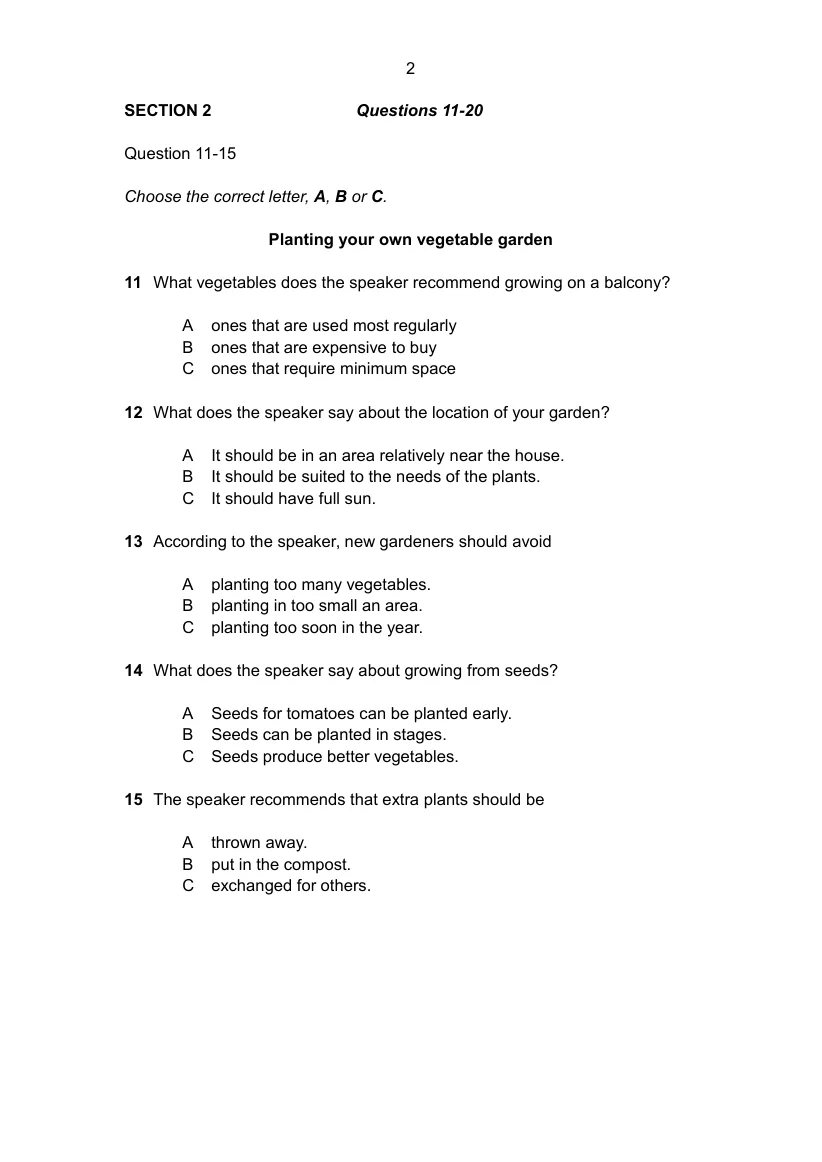 2
SECTION 2 Questions 11-20
Question 11-15
Choose the correct letter, A, B or C.
Planting your own vegetable garden
11 What vegetables does the speaker recommend growing on a balcony?
A ones that are used most regularly
B ones that are expensive to buy
C ones that require minimum space
12 What does the speaker say about the location of your garden?
A It should be in an area relatively near the house.
B It should be suited to the needs of the plants.
C It should have full sun.
13 According to the speaker, new gardeners should avoid
A planting too many vegetables.
B planting in too small an area.
C planting too soon in the year.
14 What does the speaker say about growing from seeds?
A Seeds for tomatoes can be planted early.
B Seeds can be planted in stages.
C Seeds produce better vegetables.
15 The speaker recommends that extra plants should be
A thrown away.
B put in the compost.
C exchanged for others.